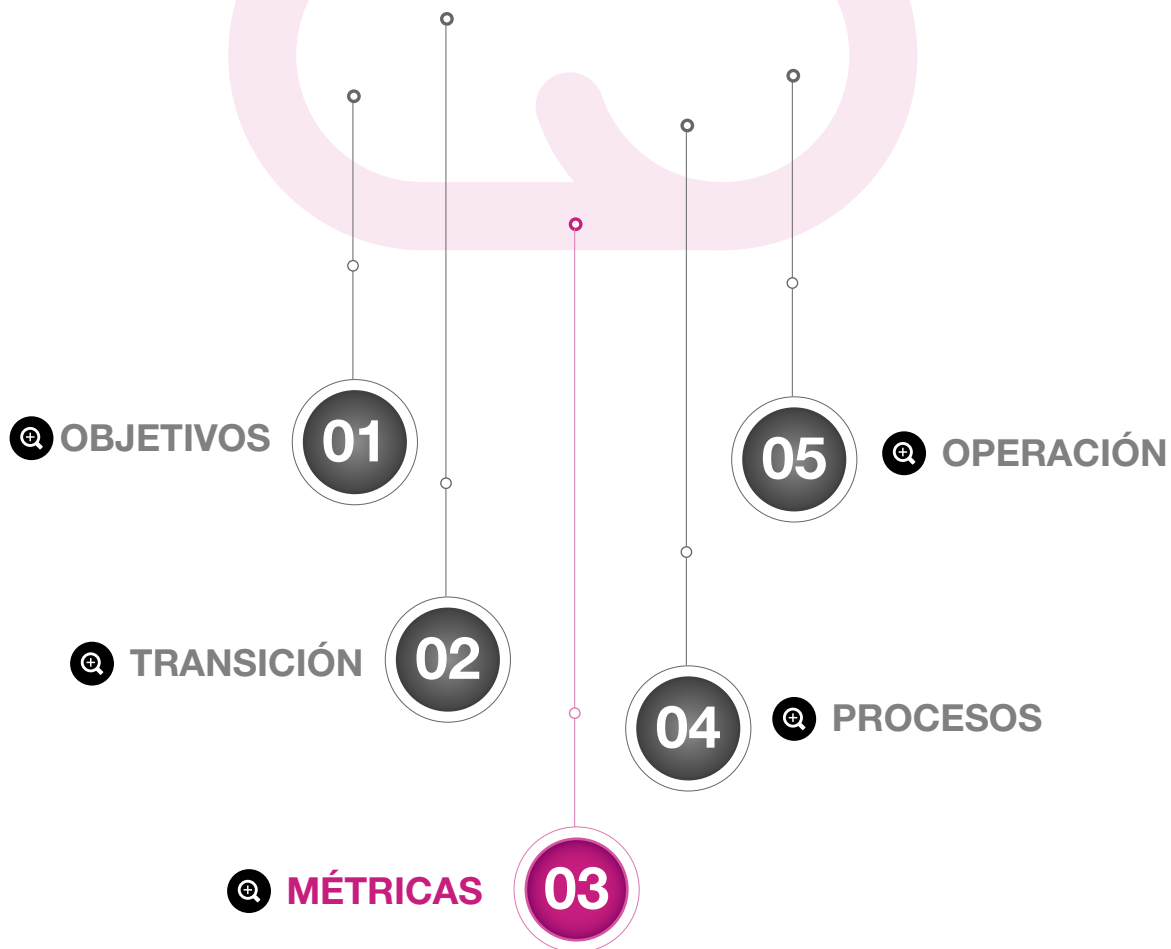 OBJETIVOS 01
05 OPERACIÓN
TRANSICIÓN 02
04 PROCESOS
MÉTRICAS 03